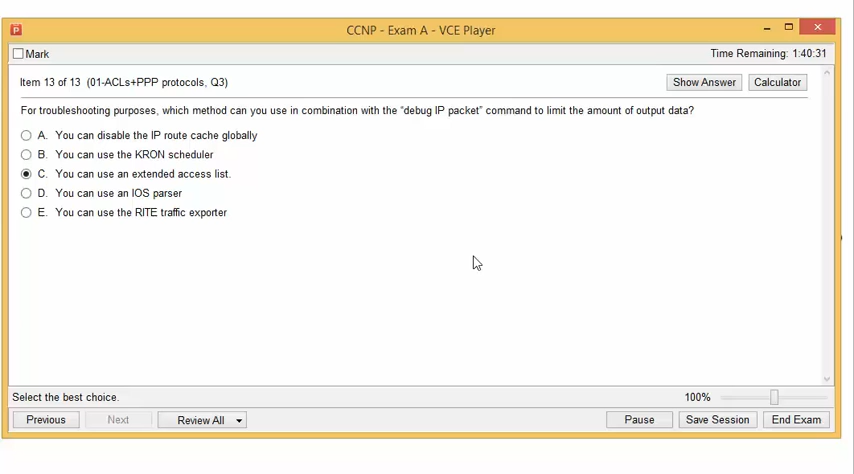 CCNP - Exam A - VCE Player
Mark
Time Remaining: 1:40:31
Item 13 of 13 (01-ACLs+PPP protocols, Q3)
Show Answer
Calculator
For troubleshooting purposes, which method can you use in combination with the “debug IP packet” command to limit the amount of output data?
A. You can disable the IP route cache globally
B. You can use the KRON scheduler
C. You can use an extended access list.
D. You can use an IOS parser
E. You can use the RITE traffic exporter
Select the best choice.
100%
Previous
Next
Review All
Pause
Save Session
End Exam